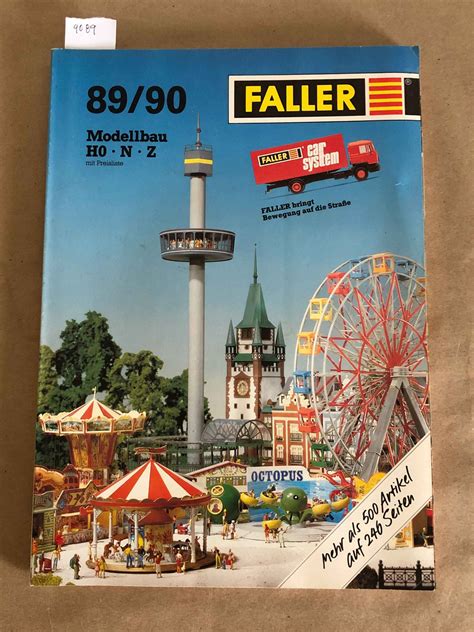 9089
89/90
FALLER
Modellbau
H0 · N · Z
mit Preisliste
FALLER car system
FALLER bringt
Bewegung auf die Straße
OCTOPUS
Mehr als 500 Artikel
auf 240 Seiten